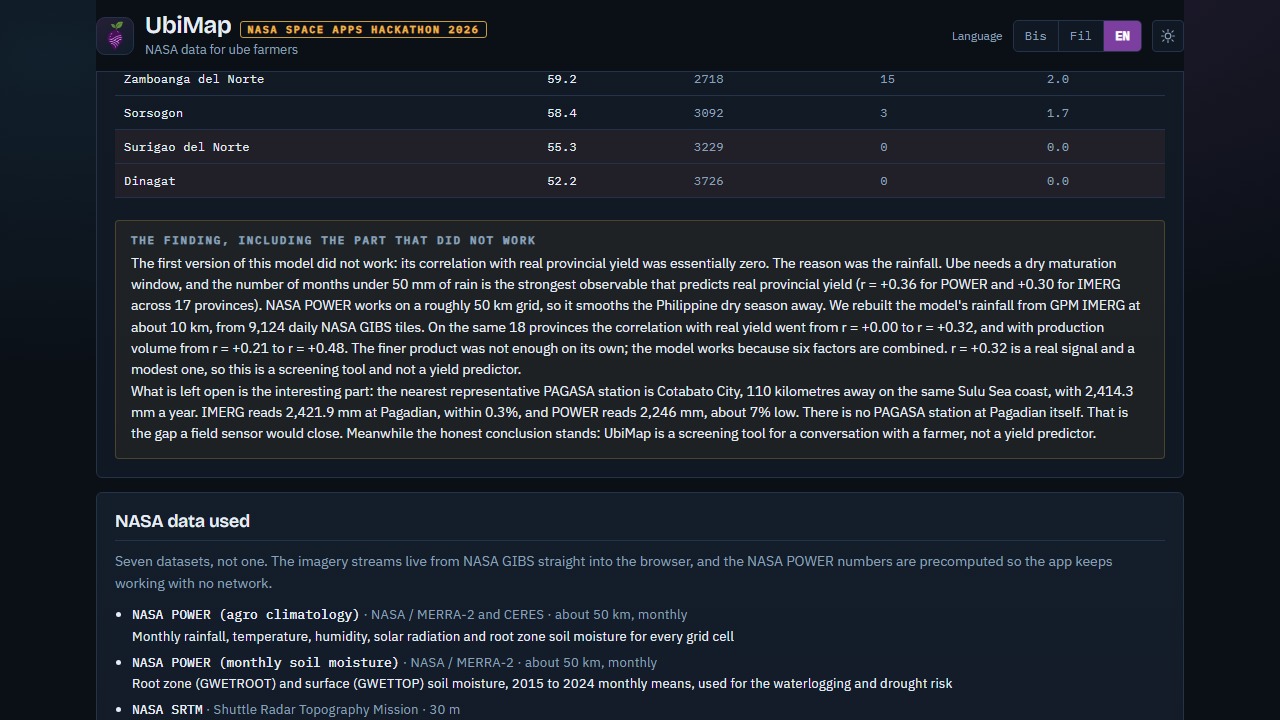 UbiMap NASA SPACE APPS HACKATHON 2026
NASA data for ube farmers
Language Bis Fil EN
Zamboanga del Norte 59.2 2718 15 2.0
Sorsogon 58.4 3092 3 1.7
Surigao del Norte 55.3 3229 0 0.0
Dinagat 52.2 3726 0 0.0
THE FINDING, INCLUDING THE PART THAT DID NOT WORK
The first version of this model did not work: its correlation with real provincial yield was essentially zero. The reason was the rainfall. Ube needs a dry maturation
window, and the number of months under 50 mm of rain is the strongest observable that predicts real provincial yield (r = +0.36 for POWER and +0.30 for IMERG
across 17 provinces). NASA POWER works on a roughly 50 km grid, so it smooths the Philippine dry season away. We rebuilt the model's rainfall from GPM IMERG at
about 10 km, from 9,124 daily NASA GIBS tiles. On the same 18 provinces the correlation with real yield went from r = +0.00 to r = +0.32, and with production
volume from r = +0.21 to r = +0.48. The finer product was not enough on its own; the model works because six factors are combined. r = +0.32 is a real signal and a
modest one, so this is a screening tool and not a yield predictor.
What is left open is the interesting part: the nearest representative PAGASA station is Cotabato City, 110 kilometres away on the same Sulu Sea coast, with 2,414.3
mm a year. IMERG reads 2,421.9 mm at Pagadian, within 0.3%, and POWER reads 2,246 mm, about 7% low. There is no PAGASA station at Pagadian itself. That is
the gap a field sensor would close. Meanwhile the honest conclusion stands: UbiMap is a screening tool for a conversation with a farmer, not a yield predictor.
NASA data used
Seven datasets, not one. The imagery streams live from NASA GIBS straight into the browser, and the NASA POWER numbers are precomputed so the app keeps
working with no network.
• NASA POWER (agro climatology) · NASA / MERRA-2 and CERES · about 50 km, monthly
Monthly rainfall, temperature, humidity, solar radiation and root zone soil moisture for every grid cell
• NASA POWER (monthly soil moisture) · NASA / MERRA-2 · about 50 km, monthly
Root zone (GWETROOT) and surface (GWETTOP) soil moisture, 2015 to 2024 monthly means, used for the waterlogging and drought risk
• NASA SRTM · Shuttle Radar Topography Mission · 30 m